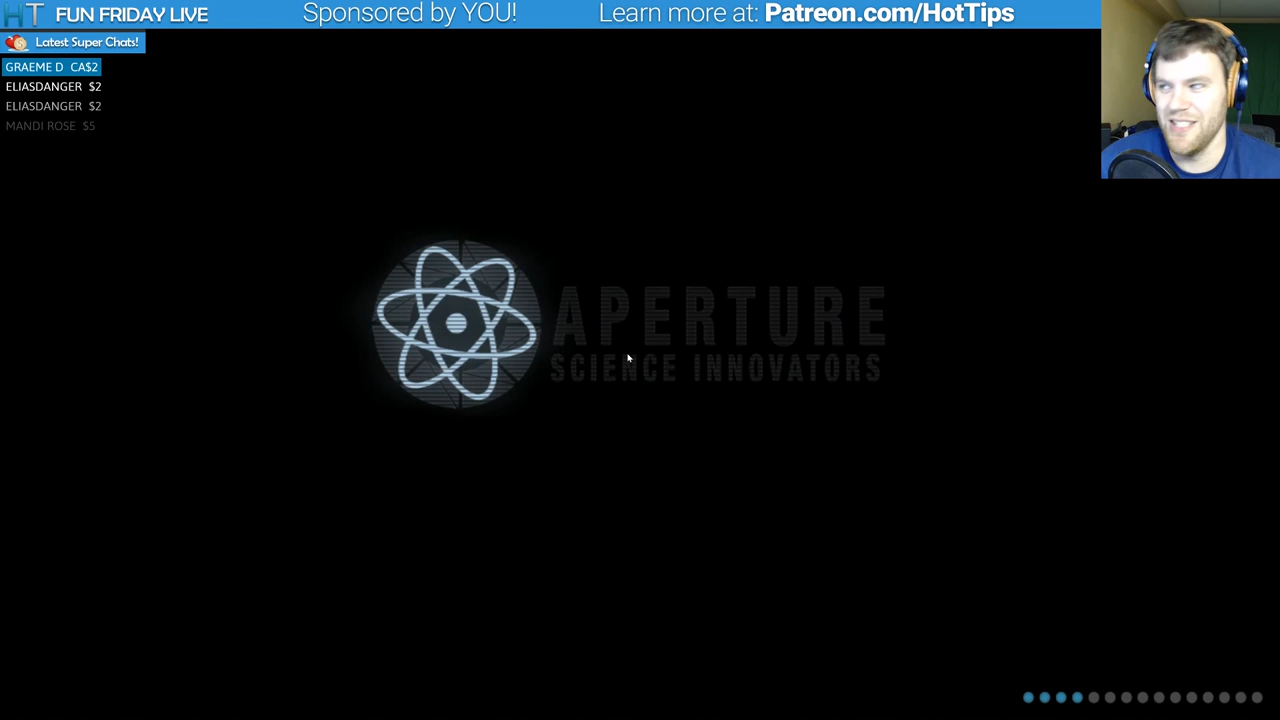 HT FUN FRIDAY LIVE
Sponsored by YOU!
Learn more at: Patreon.com/HotTips
Latest Super Chats!
GRAEME D CA$2
ELIASDANGER $2
ELIASDANGER $2
MANDI ROSE $5
APERTURE
SCIENCE INNOVATORS